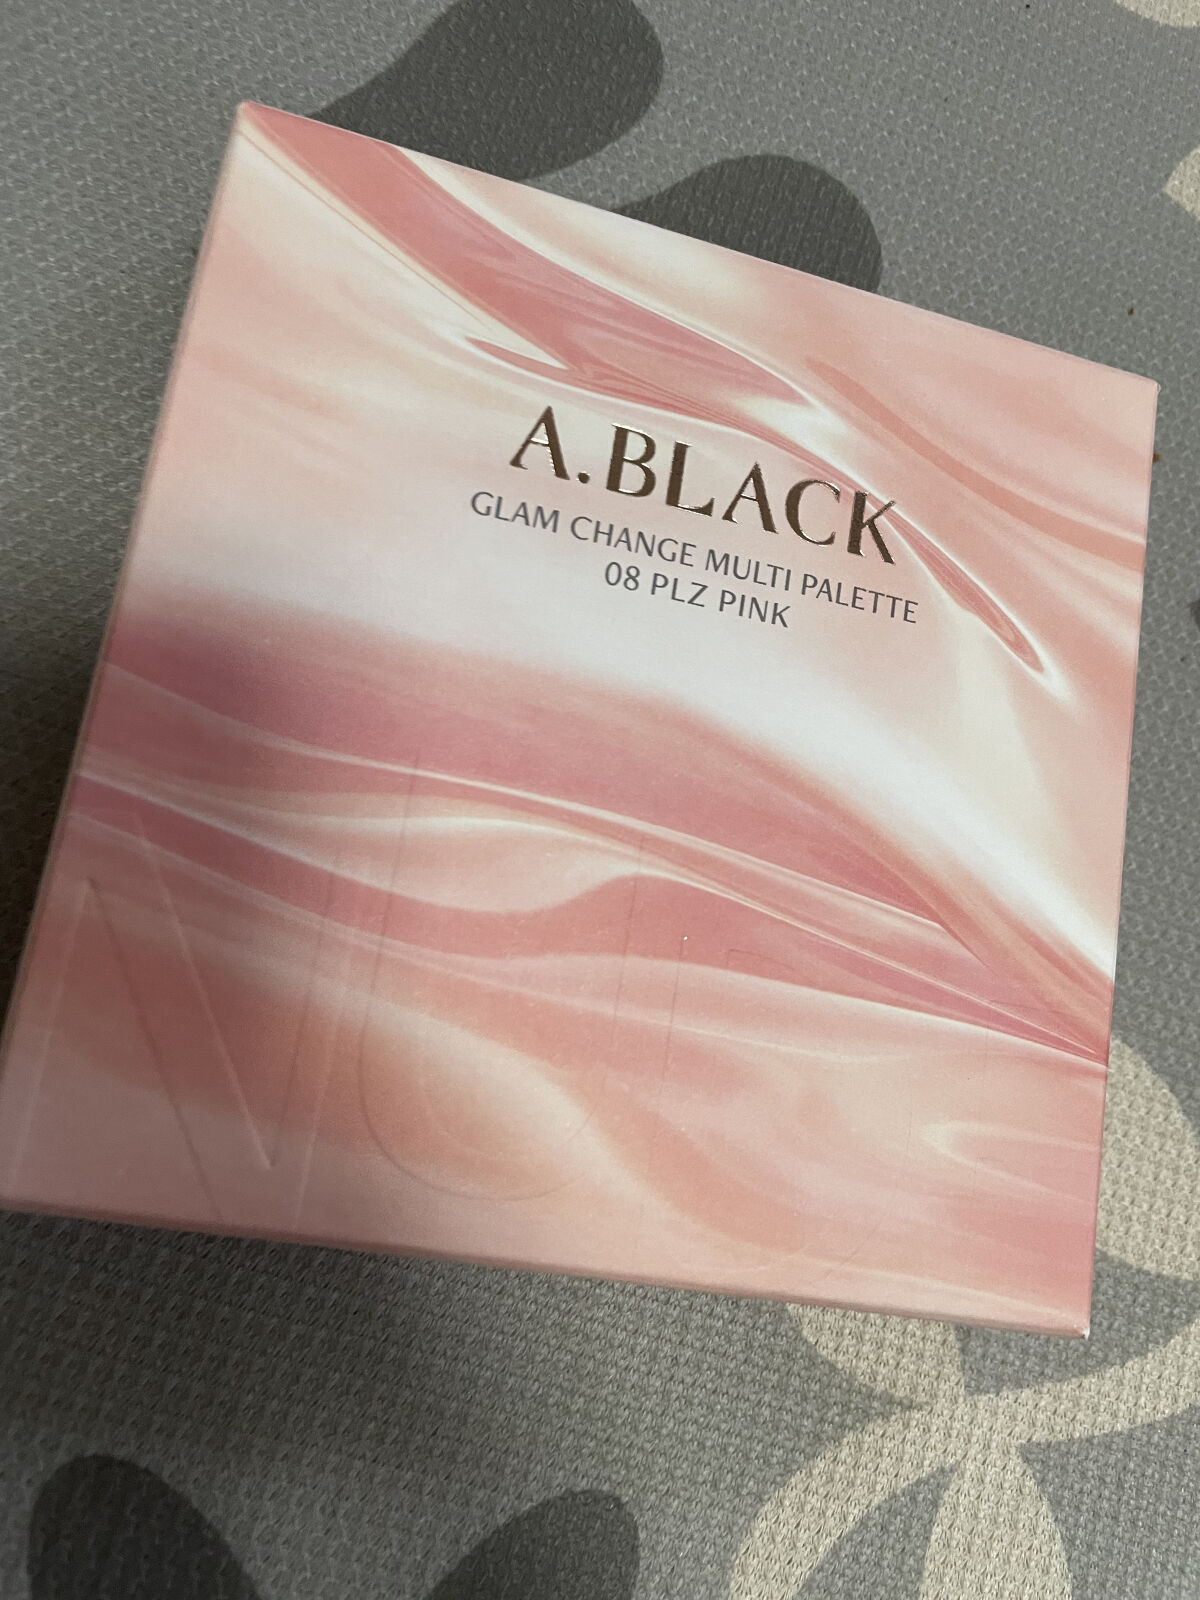 A.BLACK
GLAM CHANGE MULTI PALETTE
08 PLZ PINK